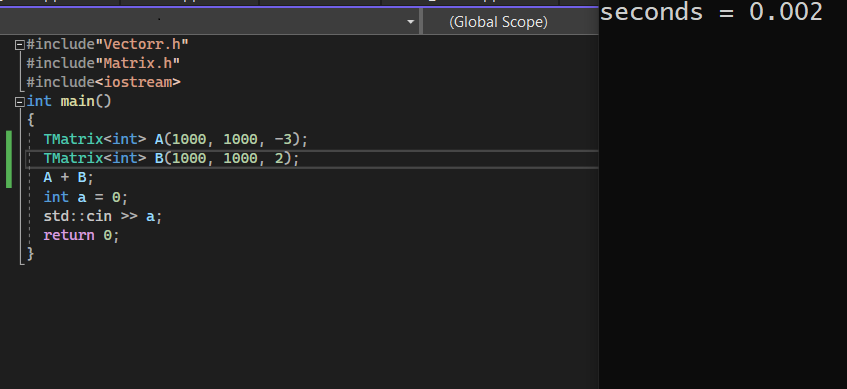 (Global Scope)
#include"Vectorr.h"
#include"Matrix.h"
#include<iostream>
int main()
{
TMatrix<int> A(1000, 1000, -3);
TMatrix<int> B(1000, 1000, 2);
A + B;
int a = 0;
std::cin >> a;
return 0;
}
seconds = 0.002